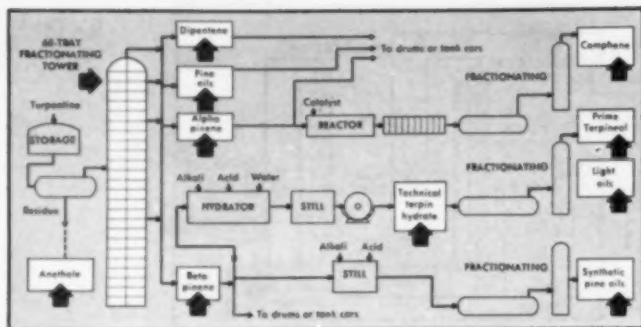 60-TRAY
FRACTIONATING
TOWER
Turpentine
STORAGE
Residue
Anethole
Dipentene
Pine
oils
Alpha
pinene
To drums or tank cars
Catalyst
REACTOR
FRACTIONATING
Camphene
Alkali
Acid
Water
HYDRATOR
STILL
Technical
terpin
hydrate
FRACTIONATING
Prime
Terpineol
Light
oils
Beta
pinene
Alkali
Acid
STILL
FRACTIONATING
Synthetic
pine oils
To drums or tank cars